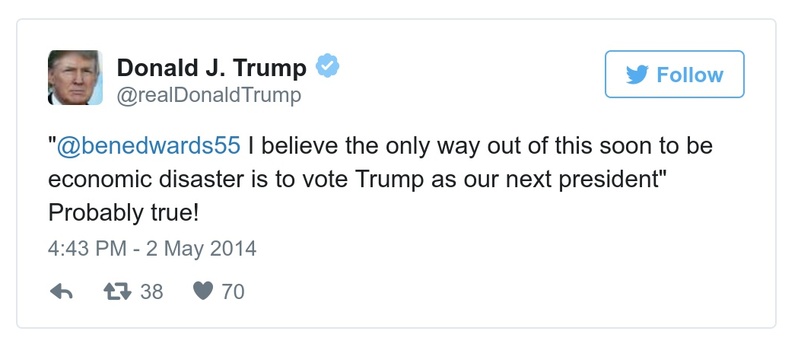 Donald J. Trump
@realDonaldTrump
Follow
"@benedwards55 I believe the only way out of this soon to be
economic disaster is to vote Trump as our next president"
Probably true!
4:43 PM - 2 May 2014
38 70